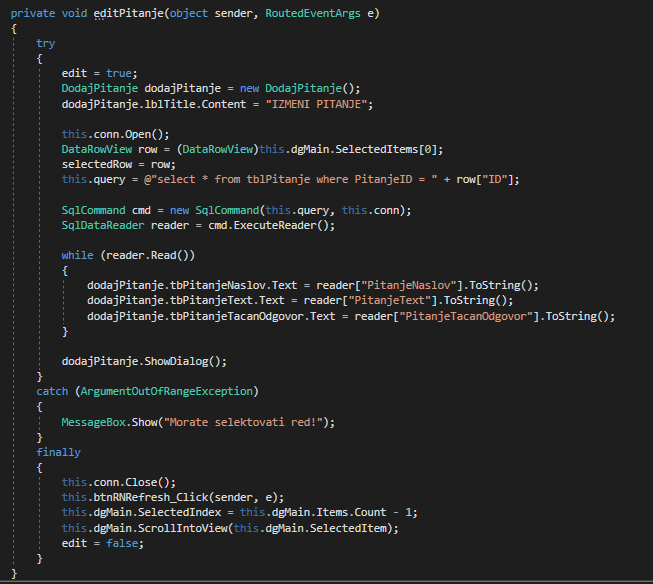 private void editPitanje(object sender, RoutedEventArgs e)
{
    try
    {
        edit = true;
        DodajPitanje dodajPitanje = new DodajPitanje();
        dodajPitanje.lblTitle.Content = "IZMENI PITANJE";

        this.conn.Open();
        DataRowView row = (DataRowView)this.dgMain.SelectedItems[0];
        selectedRow = row;
        this.query = @"select * from tblPitanje where PitanjeID = " + row["ID"];

        SqlCommand cmd = new SqlCommand(this.query, this.conn);
        SqlDataReader reader = cmd.ExecuteReader();

        while (reader.Read())
        {
            dodajPitanje.tbPitanjeNaslov.Text = reader["PitanjeNaslov"].ToString();
            dodajPitanje.tbPitanjeText.Text = reader["PitanjeText"].ToString();
            dodajPitanje.tbPitanjeTacanOdgovor.Text = reader["PitanjeTacanOdgovor"].ToString();
        }

        dodajPitanje.ShowDialog();
    }
    catch (ArgumentOutOfRangeException)
    {
        MessageBox.Show("Morate selektovati red!");
    }
    finally
    {
        this.conn.Close();
        this.btnRNRefresh_Click(sender, e);
        this.dgMain.SelectedIndex = this.dgMain.Items.Count - 1;
        this.dgMain.ScrollIntoView(this.dgMain.SelectedItem);
        edit = false;
    }
}